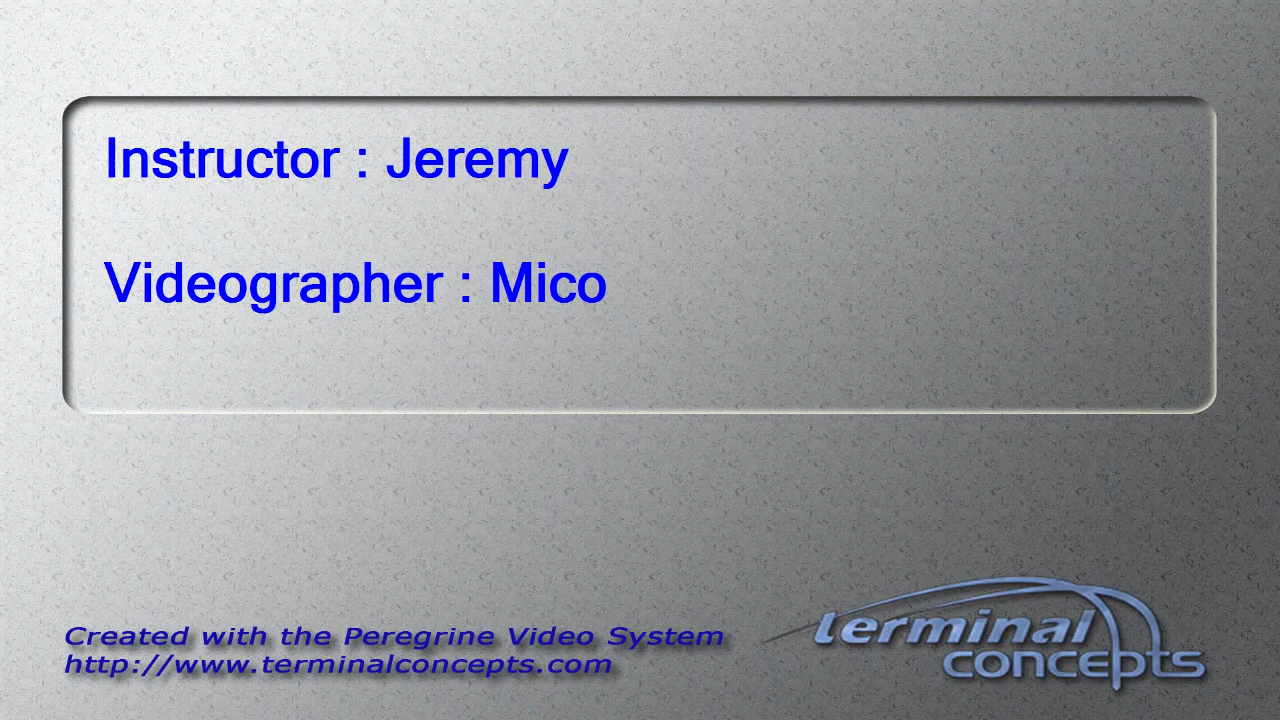 Instructor : Jeremy
Videographer : Mico
Created with the Peregrine Video System
http://www.terminalconcepts.com
terminal
concepts